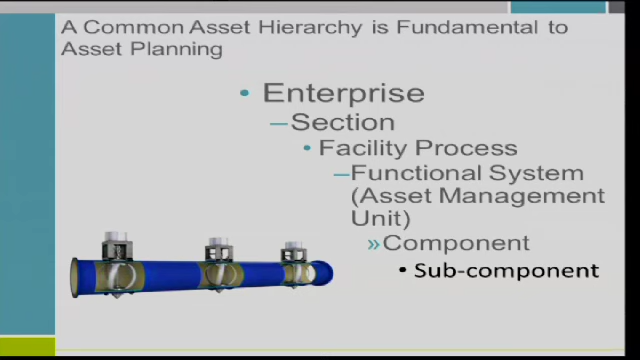 A Common Asset Hierarchy is Fundamental to
Asset Planning
• Enterprise
–Section
• Facility Process
–Functional System
(Asset Management
Unit)
»Component
• Sub-component